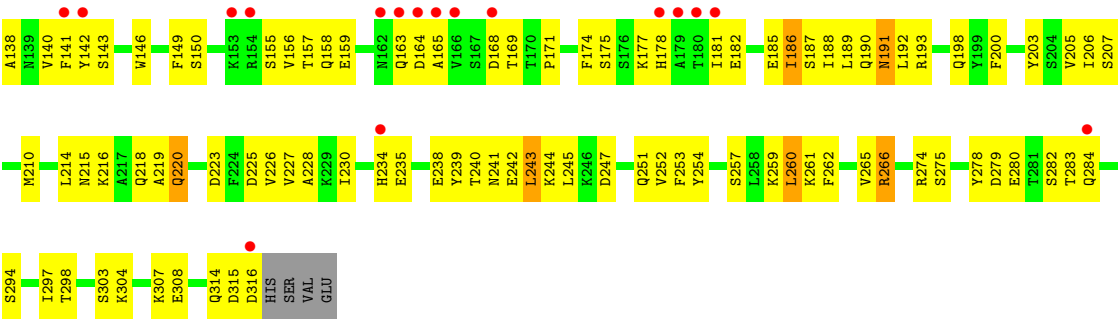 A138 N139 V140 F141 Y142 S143 W146 F149 S150 K153 R154 S155 V156 T157 Q158 E159 N162 Q163 D164 A165 V166 S167 D168 T169 T170 P171 F174 S175 S176 K177 H178 A179 T180 I181 E182 E185 I186 S187 I188 L189 Q190 N191 L192 R193 Q198 Y199 F200 Y203 S204 V205 I206 S207
M210 L214 N215 K216 A217 Q218 A219 Q220 D223 F224 D225 V226 V227 A228 K229 I230 H234 E235 E238 Y239 T240 N241 E242 L243 K244 L245 K246 D247 Q251 V252 F253 Y254 S257 L258 K259 L260 K261 F262 V265 R266 R274 S275 Y278 D279 E280 T281 S282 T283 Q284
S294 I297 T298 S303 K304 K307 E308 Q314 D315 D316 HIS SER VAL GLU